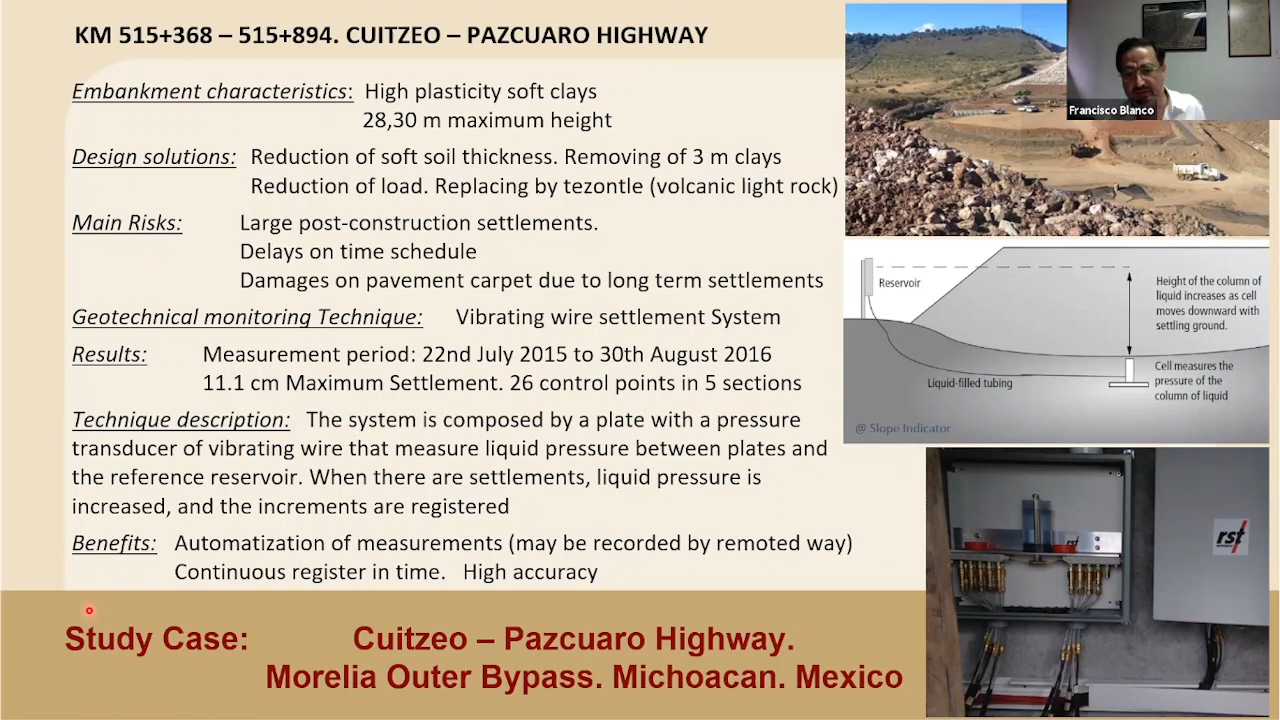 KM 515+368 – 515+894. CUITZEO – PAZCUARO HIGHWAY
Embankment characteristics: High plasticity soft clays
28,30 m maximum height
Design solutions: Reduction of soft soil thickness. Removing of 3 m clays
Reduction of load. Replacing by tezontle (volcanic light rock)
Main Risks: Large post-construction settlements.
Delays on time schedule
Damages on pavement carpet due to long term settlements
Geotechnical monitoring Technique: Vibrating wire settlement System
Results: Measurement period: 22nd July 2015 to 30th August 2016
11.1 cm Maximum Settlement. 26 control points in 5 sections
Technique description: The system is composed by a plate with a pressure
transducer of vibrating wire that measure liquid pressure between plates and
the reference reservoir. When there are settlements, liquid pressure is
increased, and the increments are registered
Benefits: Automatization of measurements (may be recorded by remoted way)
Continuous register in time. High accuracy
Study Case: Cuitzeo – Pazcuaro Highway.
Morelia Outer Bypass. Michoacan. Mexico
Francisco Blanco
Reservoir
Height of the column of
liquid increases as cell
moves downward with
settling ground.
Liquid-filled tubing
Cell measures the
pressure of the
column of liquid
@ Slope Indicator
rst